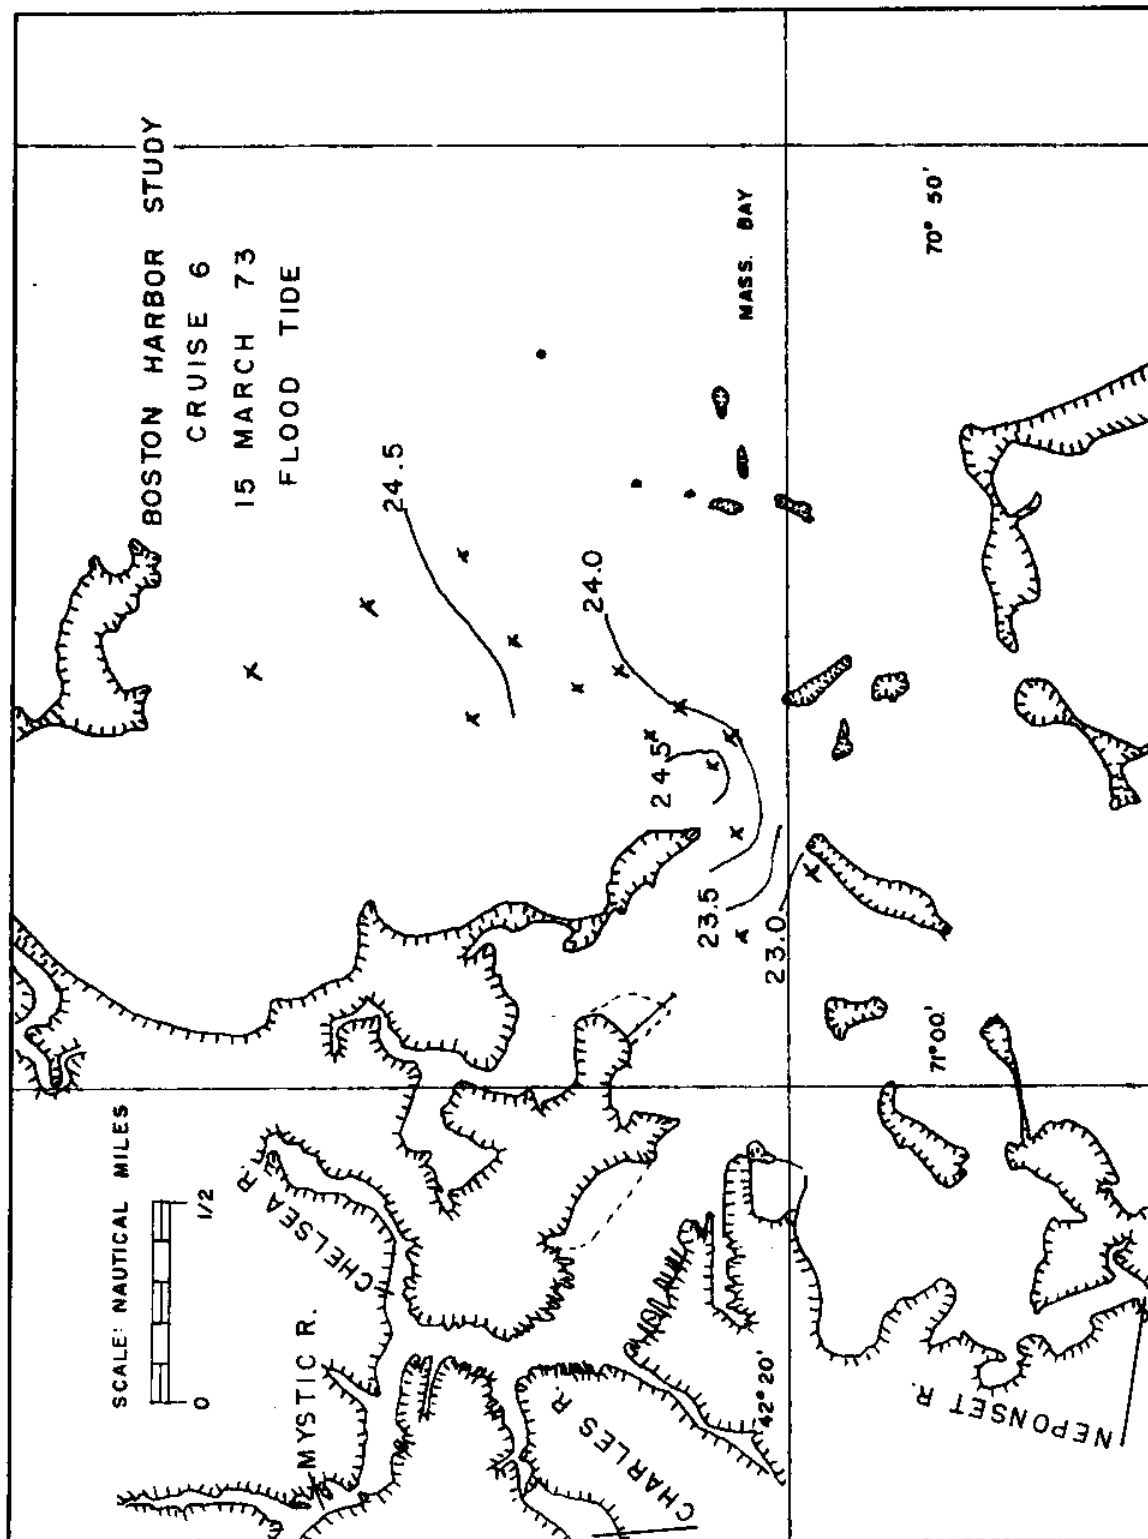 BOSTON HARBOR STUDY
CRUISE 6
15 MARCH 73
FLOOD TIDE
SCALE: NAUTICAL MILES
0 1/2
CHELSEA R.
MYSTIC R.
24.5
24.0
24.5
23.5
23.0
MASS. BAY
CHARLES R.
42° 20'
71° 00'
70° 50'
NEPONSET R.